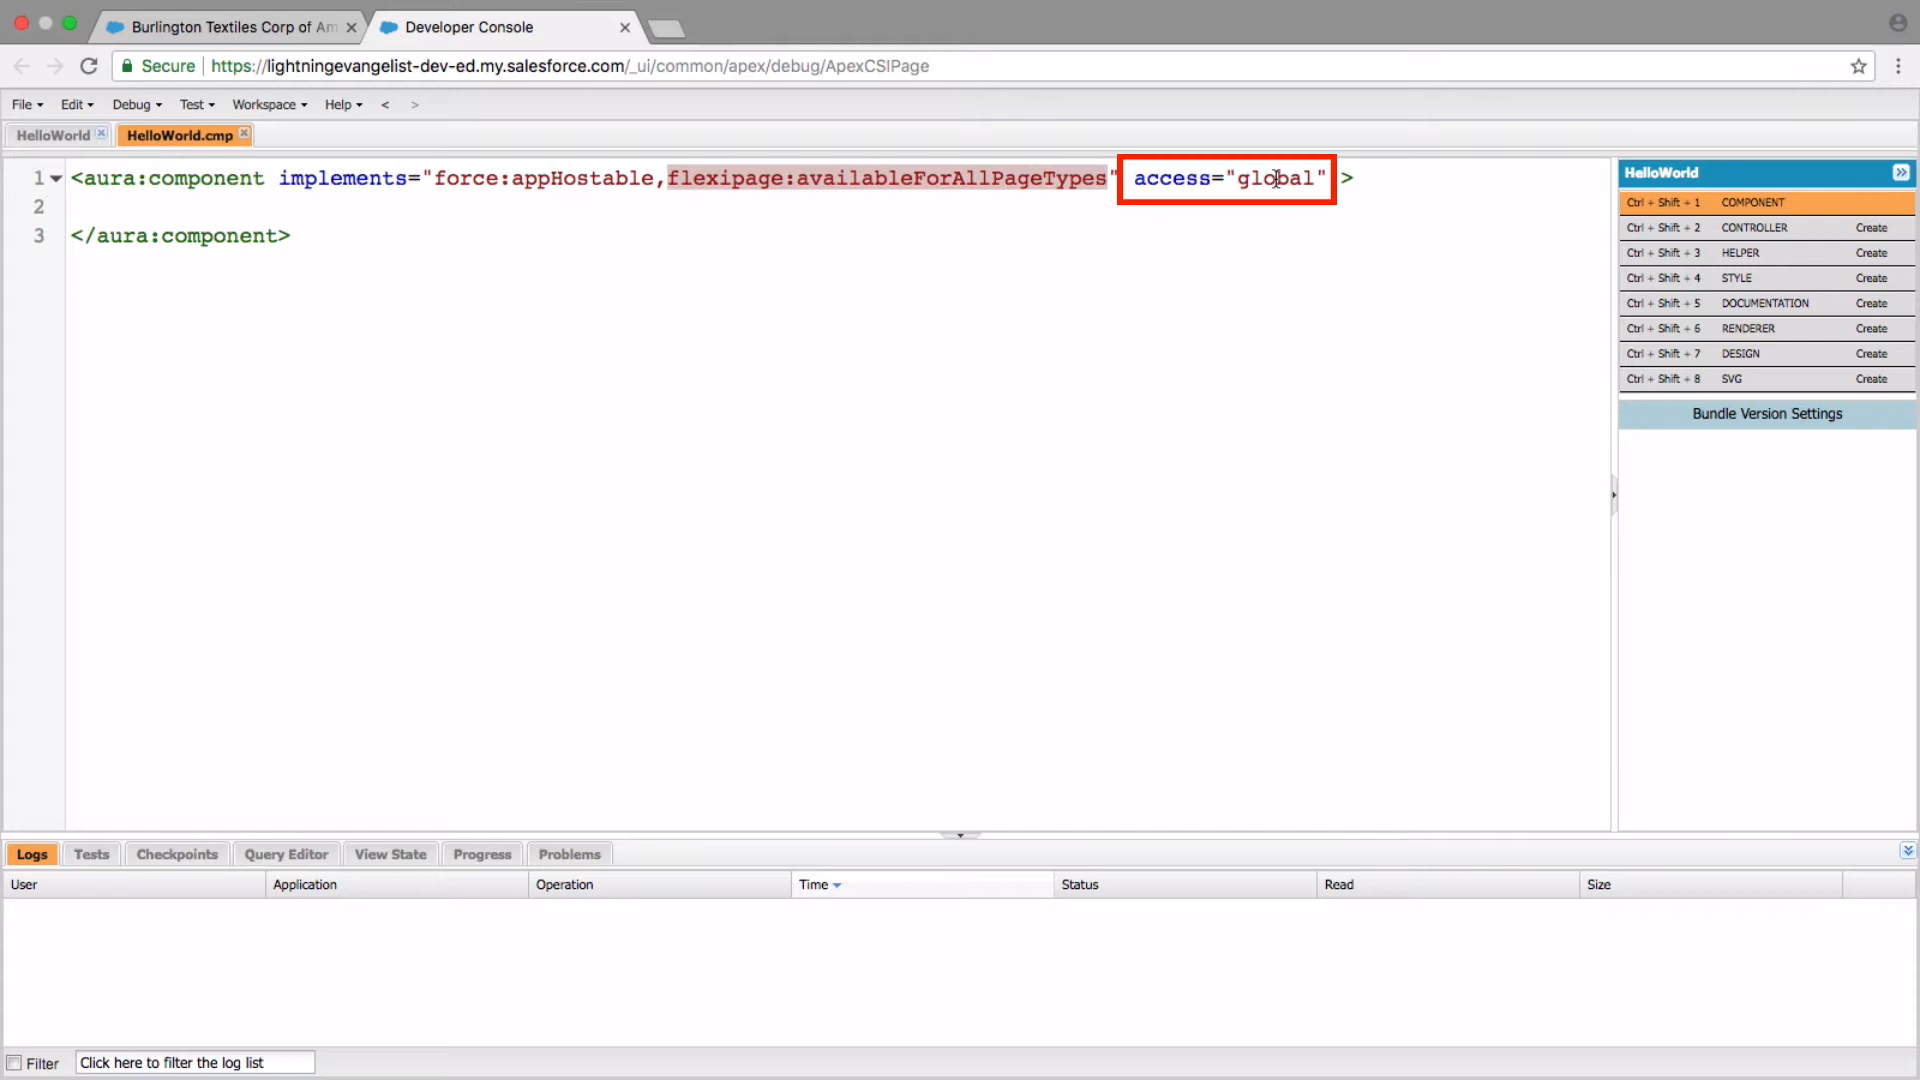 Burlington Textiles Corp of Am
Developer Console
Secure https://lightningevangelist-dev-ed.my.salesforce.com/_ui/common/apex/debug/ApexCSIPage
File Edit Debug Test Workspace Help < >
HelloWorld HelloWorld.cmp
1 <aura:component implements="force:appHostable,flexipage:availableForAllPageTypes" access="global" >
2
3 </aura:component>
HelloWorld
Ctrl + Shift + 1 COMPONENT
Ctrl + Shift + 2 CONTROLLER Create
Ctrl + Shift + 3 HELPER Create
Ctrl + Shift + 4 STYLE Create
Ctrl + Shift + 5 DOCUMENTATION Create
Ctrl + Shift + 6 RENDERER Create
Ctrl + Shift + 7 DESIGN Create
Ctrl + Shift + 8 SVG Create
Bundle Version Settings
Logs Tests Checkpoints Query Editor View State Progress Problems
User Application Operation Time Status Read Size
Filter Click here to filter the log list